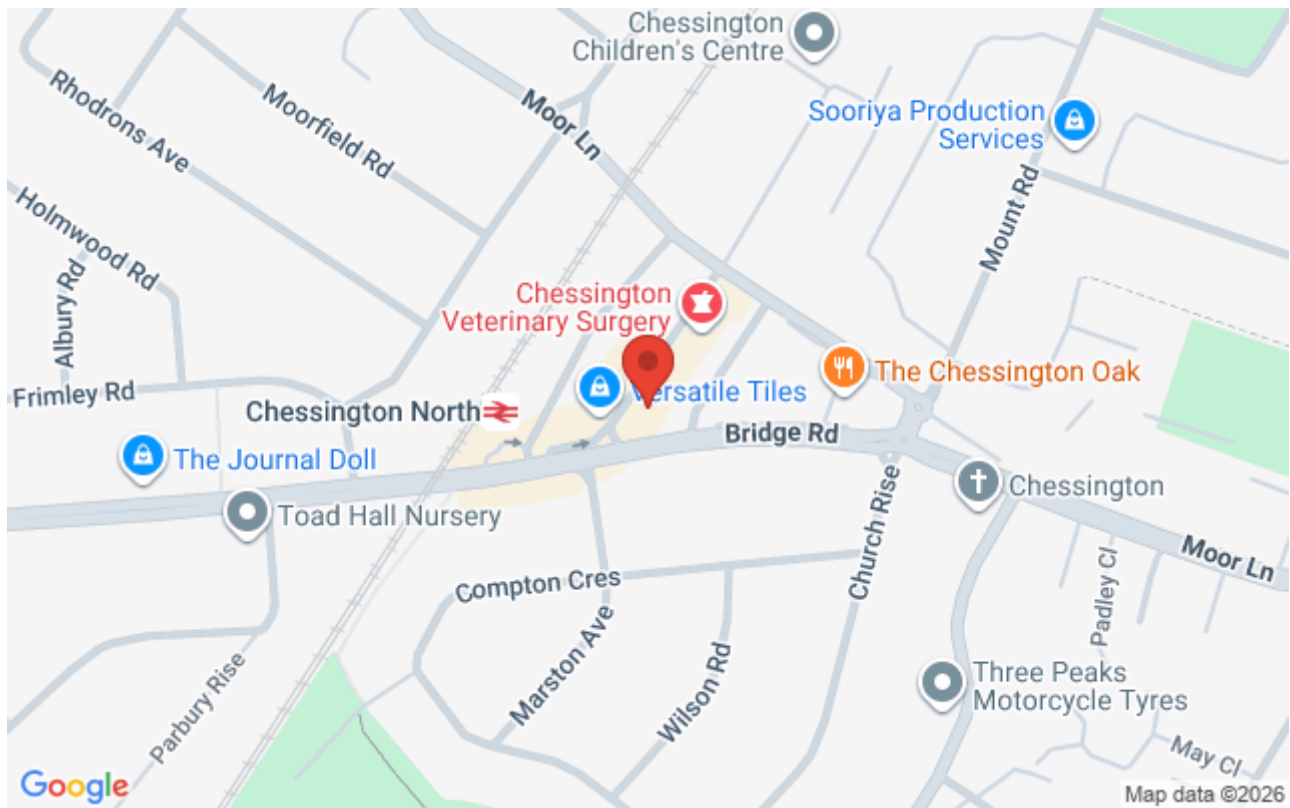 Chessington
Children's Centre
Rhodrons Ave
Moorfield Rd
Moor Ln
Sooriya Production
Services
Holmwood Rd
Mount Rd
Albury Rd
Chessington
Veterinary Surgery
Frimley Rd
Versatile Tiles
The Chessington Oak
Chessington North
Bridge Rd
The Journal Doll
Toad Hall Nursery
Chessington
Church Rise
Moor Ln
Compton Cres
Padley Cl
Marston Ave
Wilson Rd
Parbury Rise
Three Peaks
Motorcycle Tyres
May Cl
Google
Map data ©2026